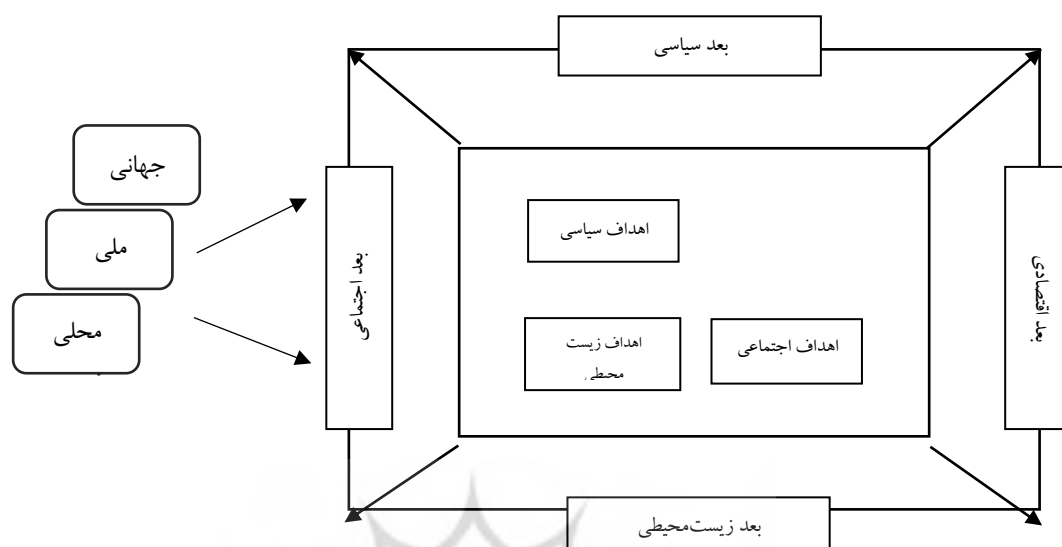 بعد سیاسی
جهانی
ملی
محلی
بعد اجتماعی
بعد اقتصادی
اهداف سیاسی
اهداف اجتماعی
اهداف زیست
محیطی
بعد زیست‌محیطی